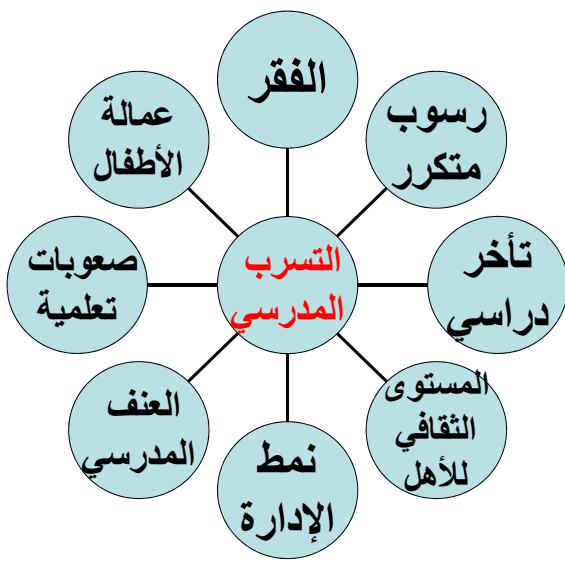 الفقر
رسوب
متكرر
تأخر
دراسي
المستوى
الثقافي
للأهل
نمط
الإدارة
العنف
المدرسي
صعوبات
تعلمية
عمالة
الأطفال
التسرب
المدرسي